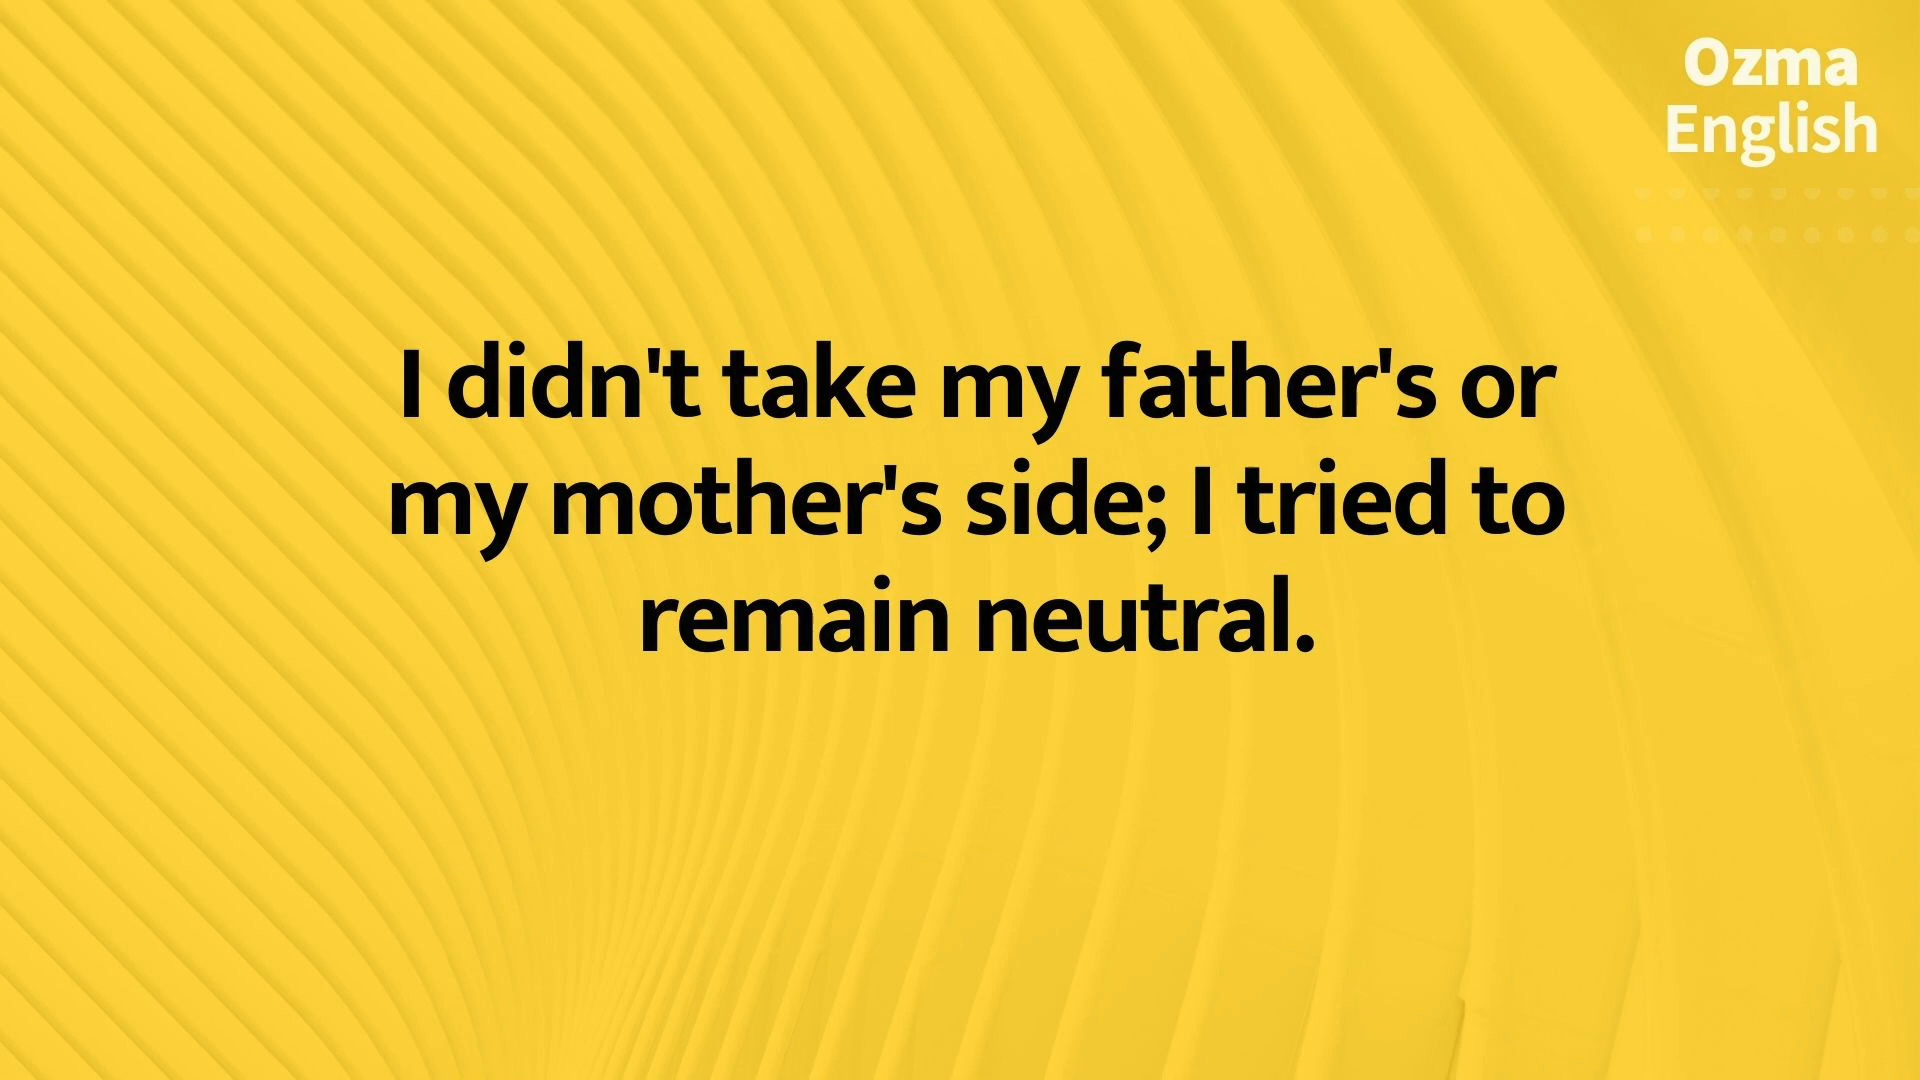 Ozma
English
I didn't take my father's or
my mother's side; I tried to
remain neutral.